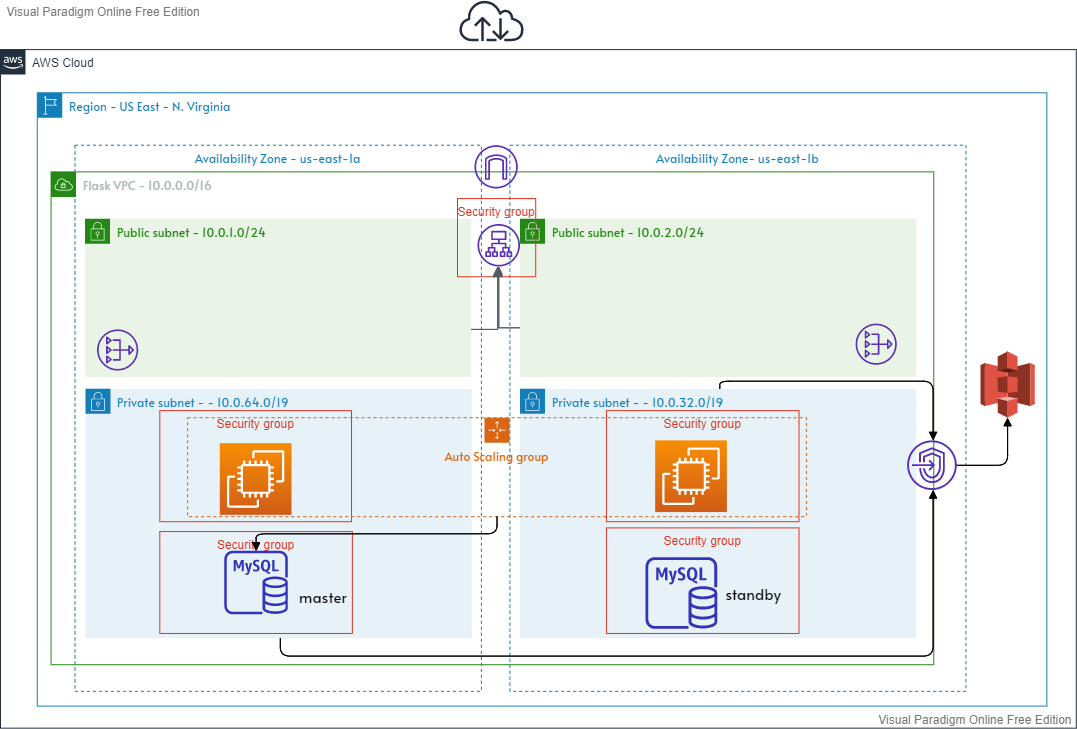 Visual Paradigm Online Free Edition
aws
AWS Cloud
Region - US East - N. Virginia
Availability Zone - us-east-1a
Availability Zone- us-east-1b
Flask VPC - 10.0.0.0/16
Security group
Public subnet - 10.0.1.0/24
Public subnet - 10.0.2.0/24
Private subnet - - 10.0.64.0/19
Private subnet - - 10.0.32.0/19
Security group
Security group
Auto Scaling group
Security group
Security group
MySQL
master
MySQL
standby
Visual Paradigm Online Free Edition